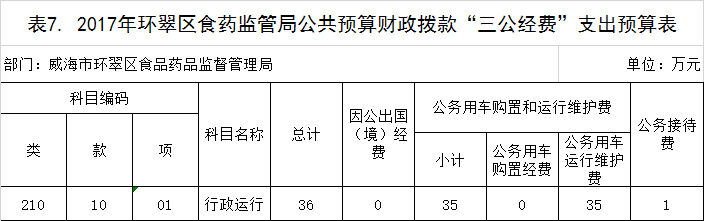 表7. 2017年环翠区食药监管局公共预算财政拨款“三公经费”支出预算表
部门：威海市环翠区食品药品监督管理局 单位：万元
科目编码 科目名称 总计 因公出国（境）经费 公务用车购置和运行维护费 公务接待费
类 款 项 小计 公务用车购置经费 公务用车运行维护费
210 10 01 行政运行 36 0 35 0 35 1